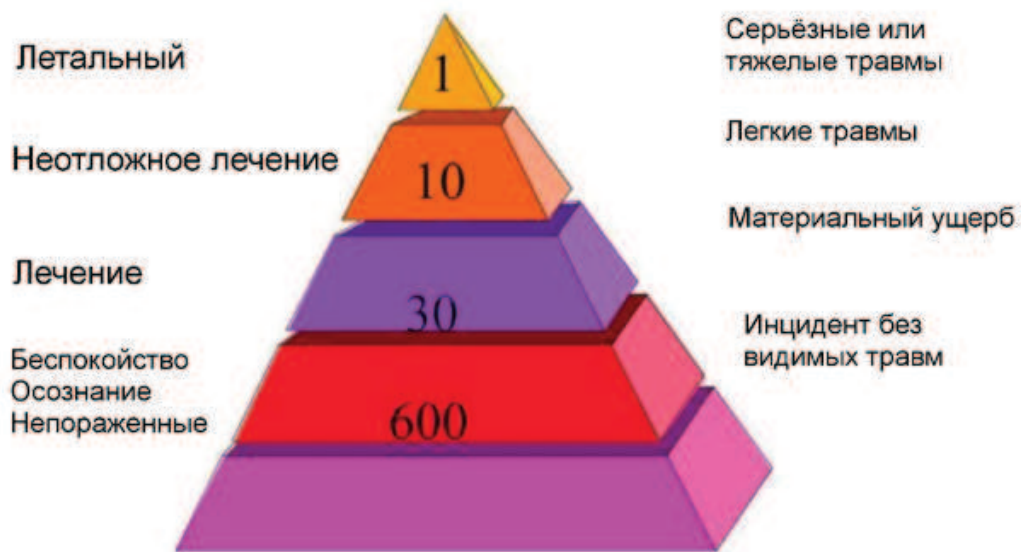 Летальный
1
Серьёзные или
тяжелые травмы
Неотложное лечение
10
Легкие травмы
Лечение
30
Материальный ущерб
Беспокойство
Осознание
Непораженные
600
Инцидент без
видимых травм